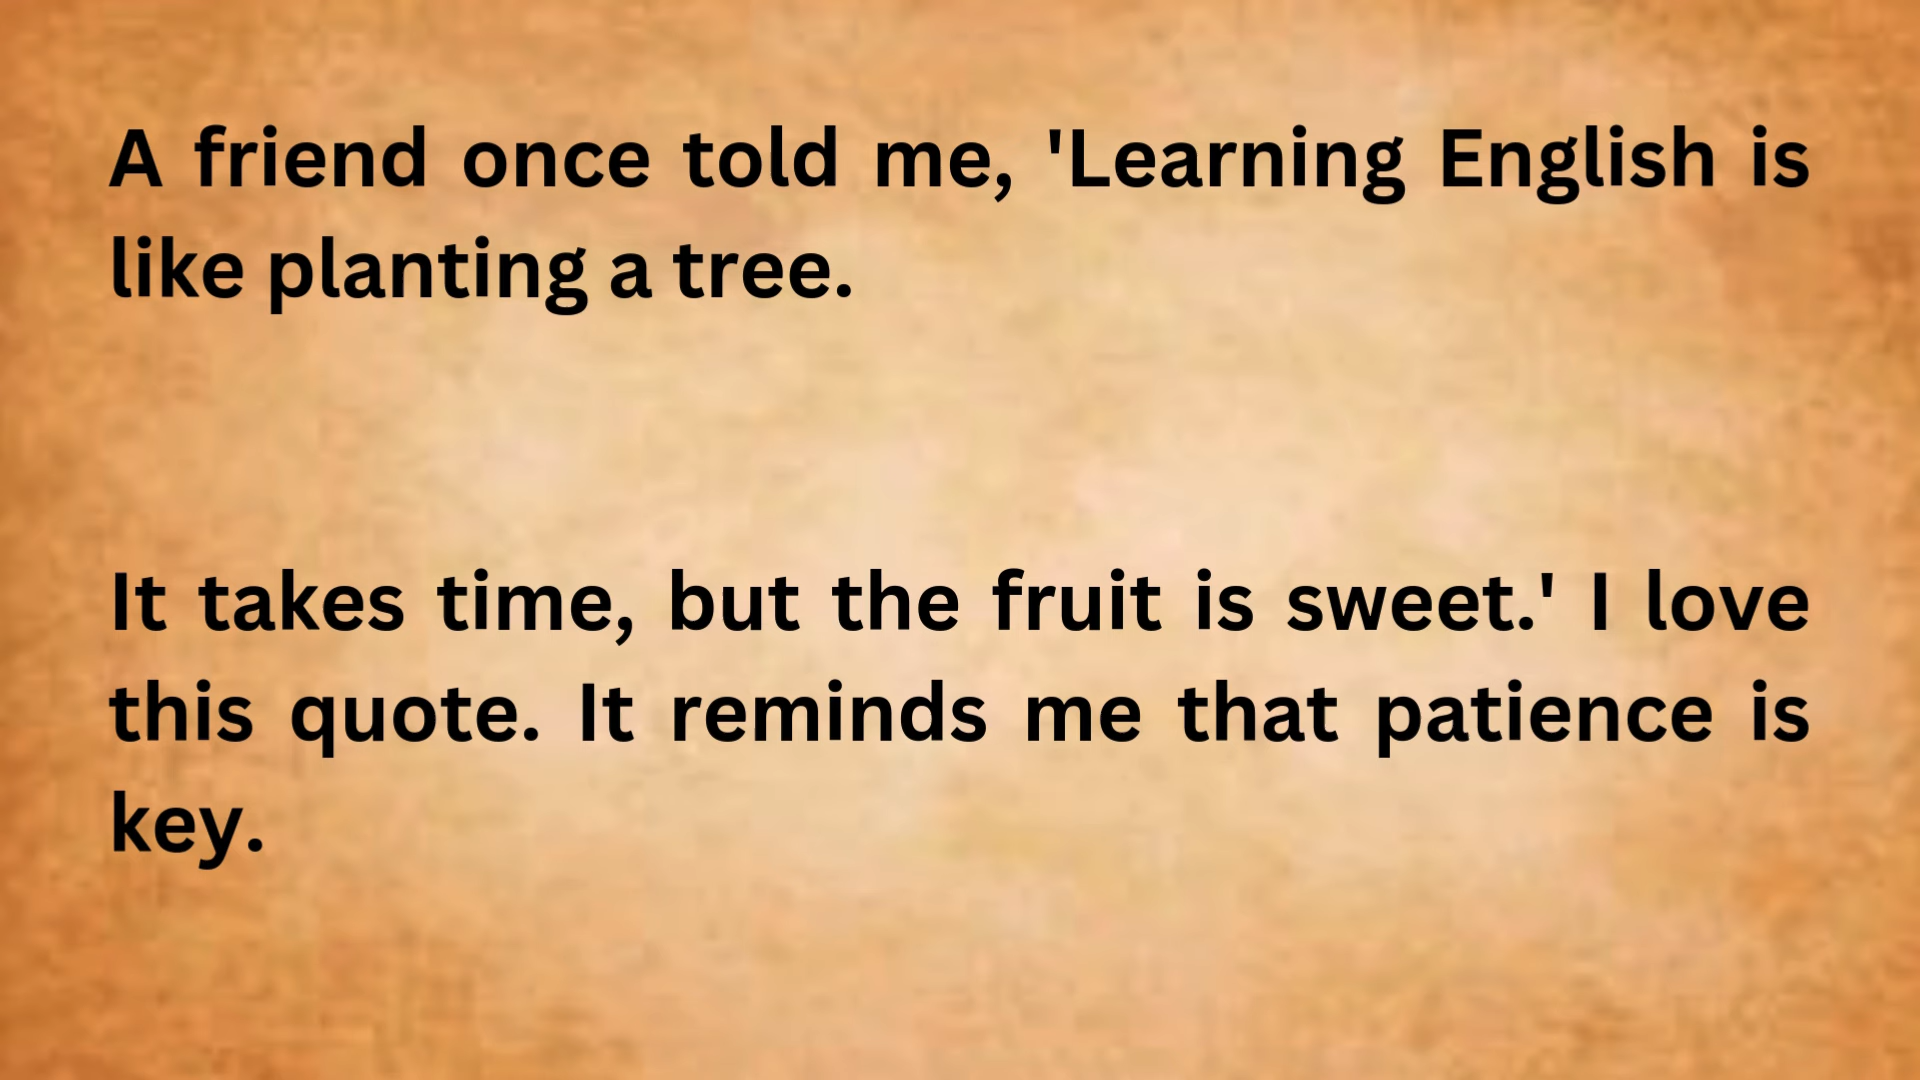 A friend once told me, 'Learning English is
like planting a tree.
It takes time, but the fruit is sweet.' I love
this quote. It reminds me that patience is
key.